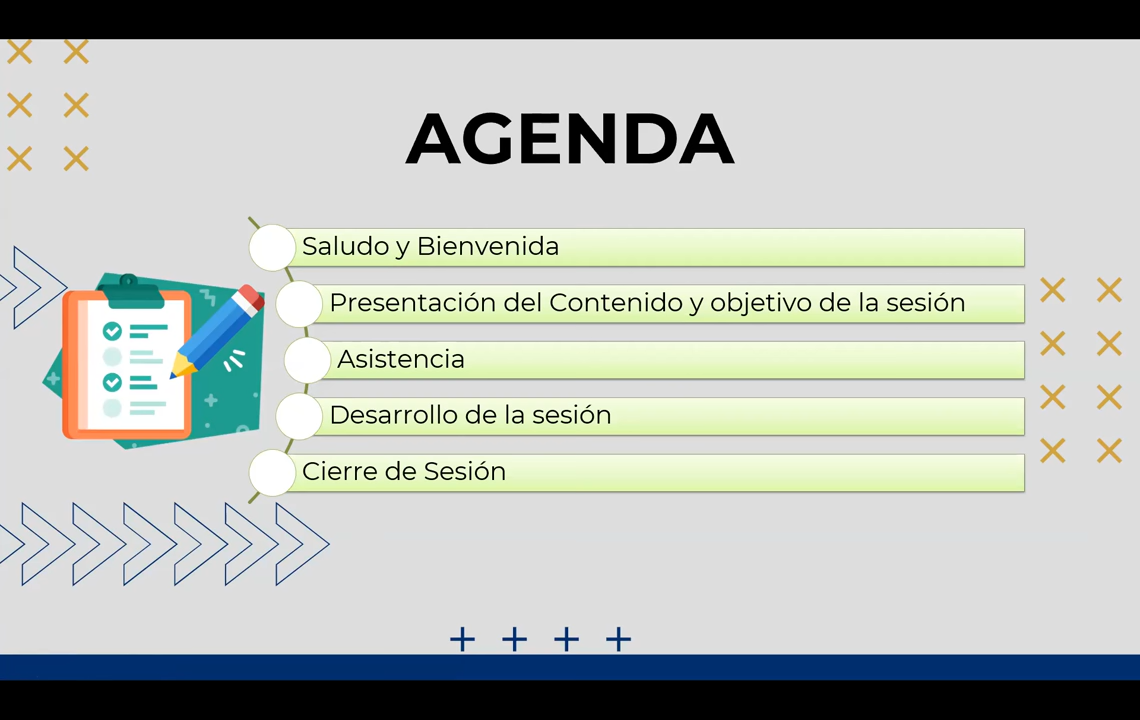 AGENDA
Saludo y Bienvenida
Presentación del Contenido y objetivo de la sesión
Asistencia
Desarrollo de la sesión
Cierre de Sesión